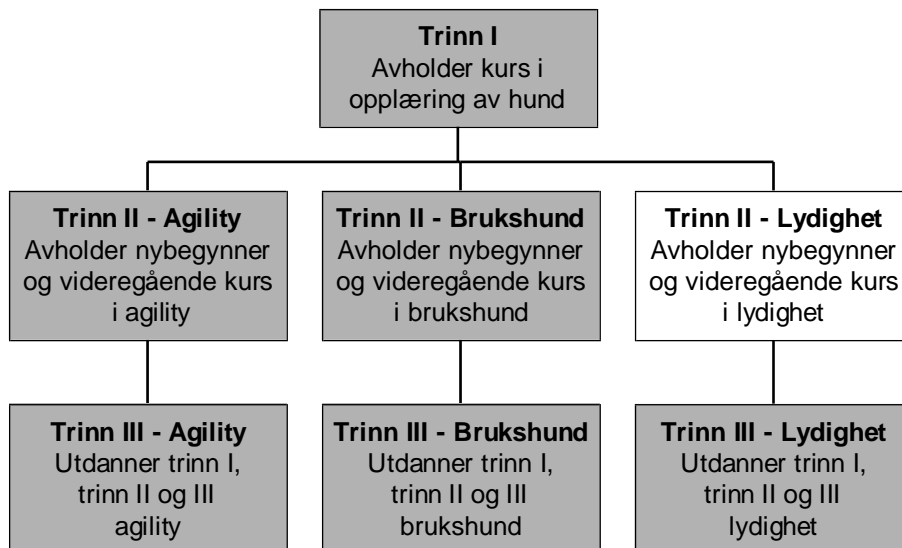 Trinn I
Avholder kurs i
opplæring av hund
Trinn II - Agility
Avholder nybegynner
og videregående kurs
i agility
Trinn II - Brukshund
Avholder nybegynner
og videregående kurs
i brukshund
Trinn II - Lydighet
Avholder nybegynner
og videregående kurs
i lydighet
Trinn III - Agility
Utdanner trinn I,
trinn II og III
agility
Trinn III - Brukshund
Utdanner trinn I,
trinn II og III
brukshund
Trinn III - Lydighet
Utdanner trinn I,
trinn II og III
lydighet